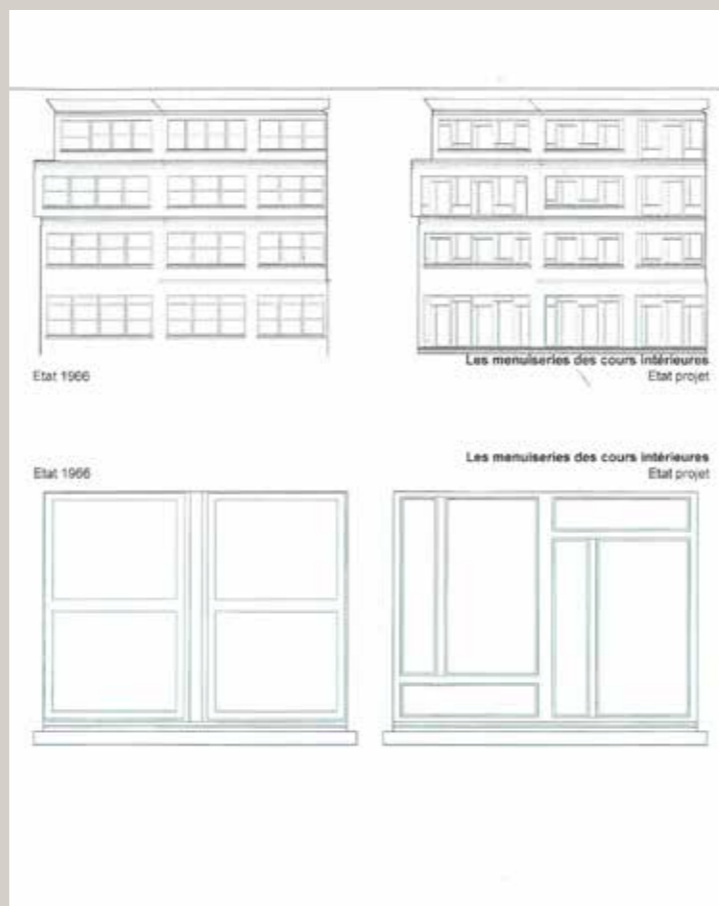 Etat 1966
Les menuiseries des cours intérieures
Etat projet
Etat 1966
Les menuiseries des cours intérieures
Etat projet